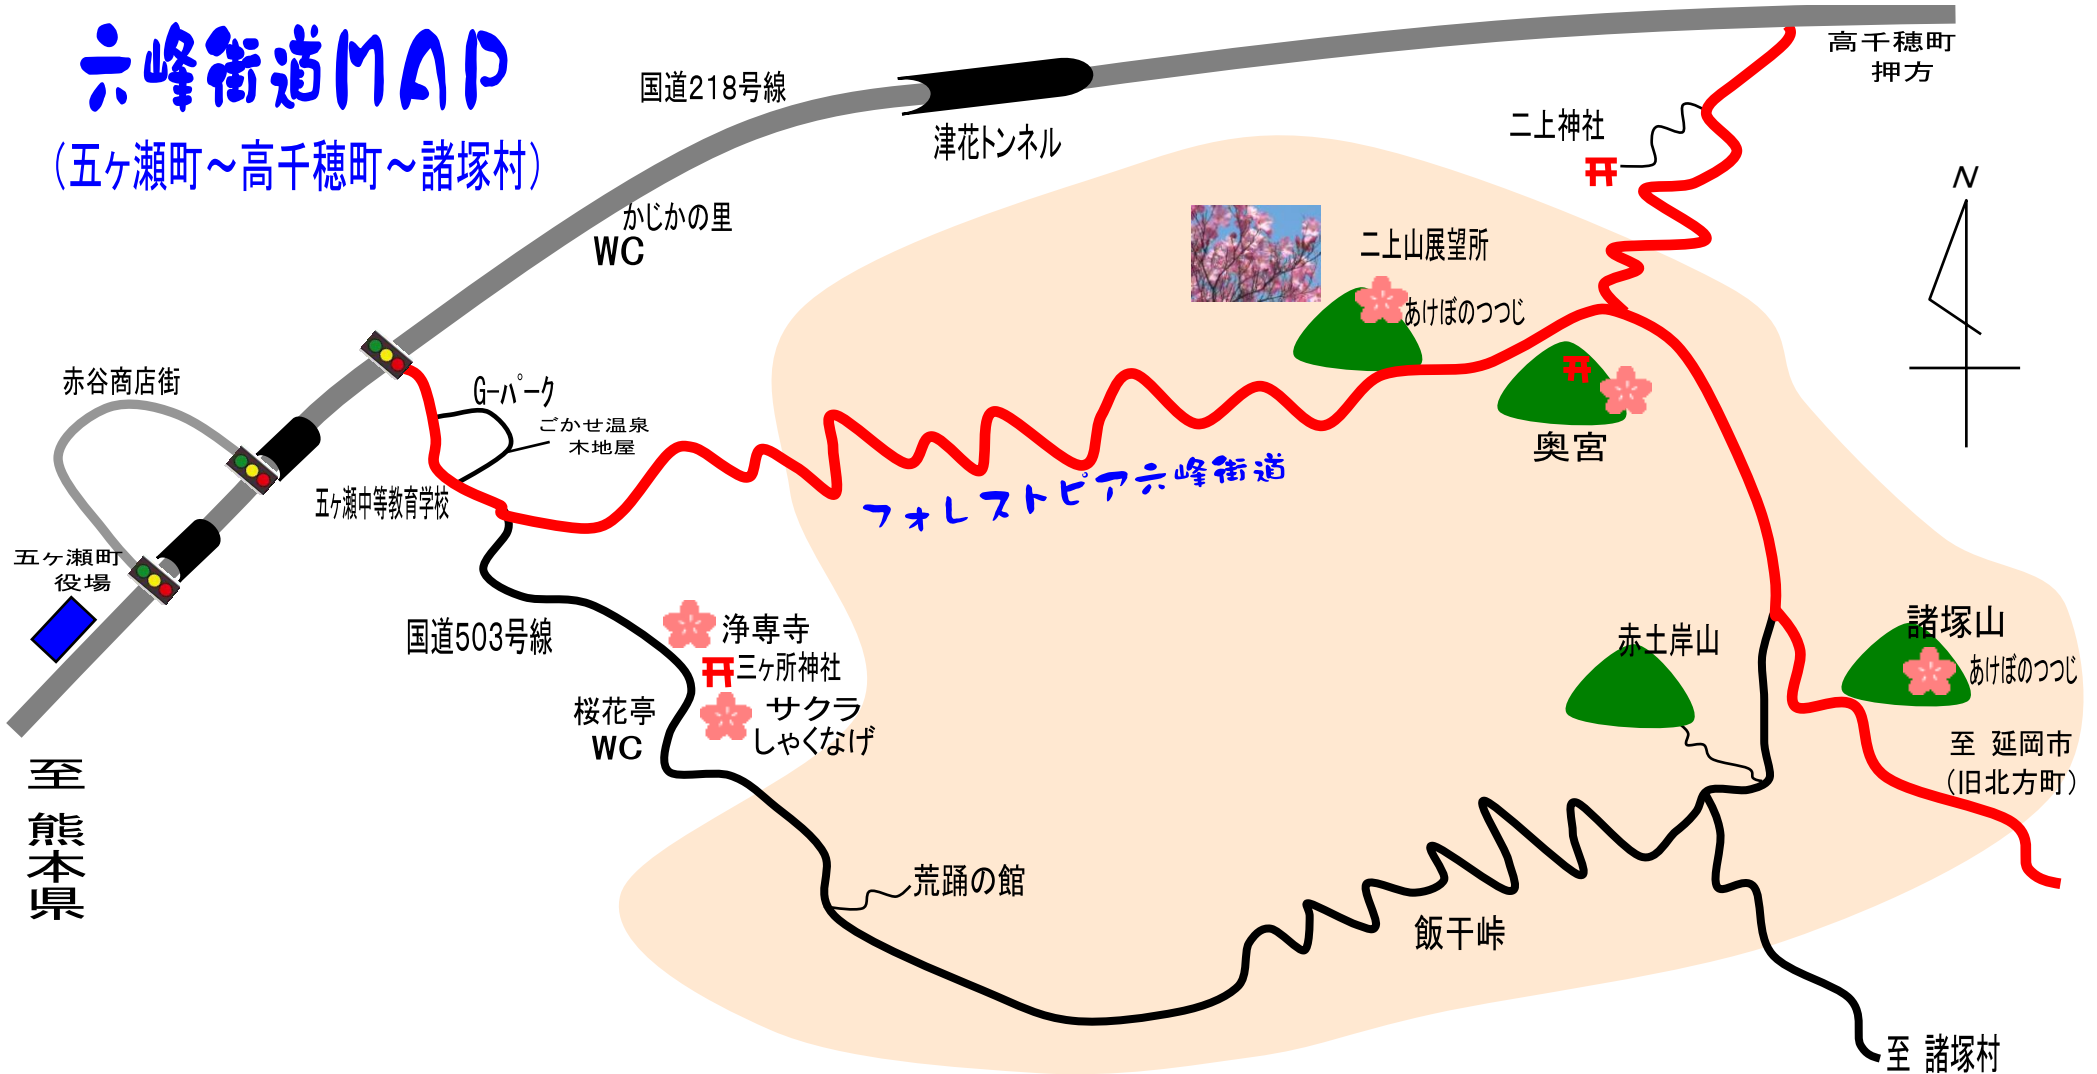 六峰街道MAP
(五ヶ瀬町～高千穂町～諸塚村)
国道218号線
津花トンネル
高千穂町
押方
二上神社
N
かじかの里
WC
二上山展望所
あけぼのつつじ
赤谷商店街
G-パーク
ごかせ温泉
木地屋
奥宮
五ヶ瀬中等教育学校
フォレストピア六峰街道
五ヶ瀬町
役場
国道503号線
浄専寺
三ヶ所神社
サクラ
しゃくなげ
桜花亭
WC
赤土岸山
諸塚山
あけぼのつつじ
至 延岡市
(旧北方町)
至 熊本県
荒踊の館
飯干峠
至 諸塚村